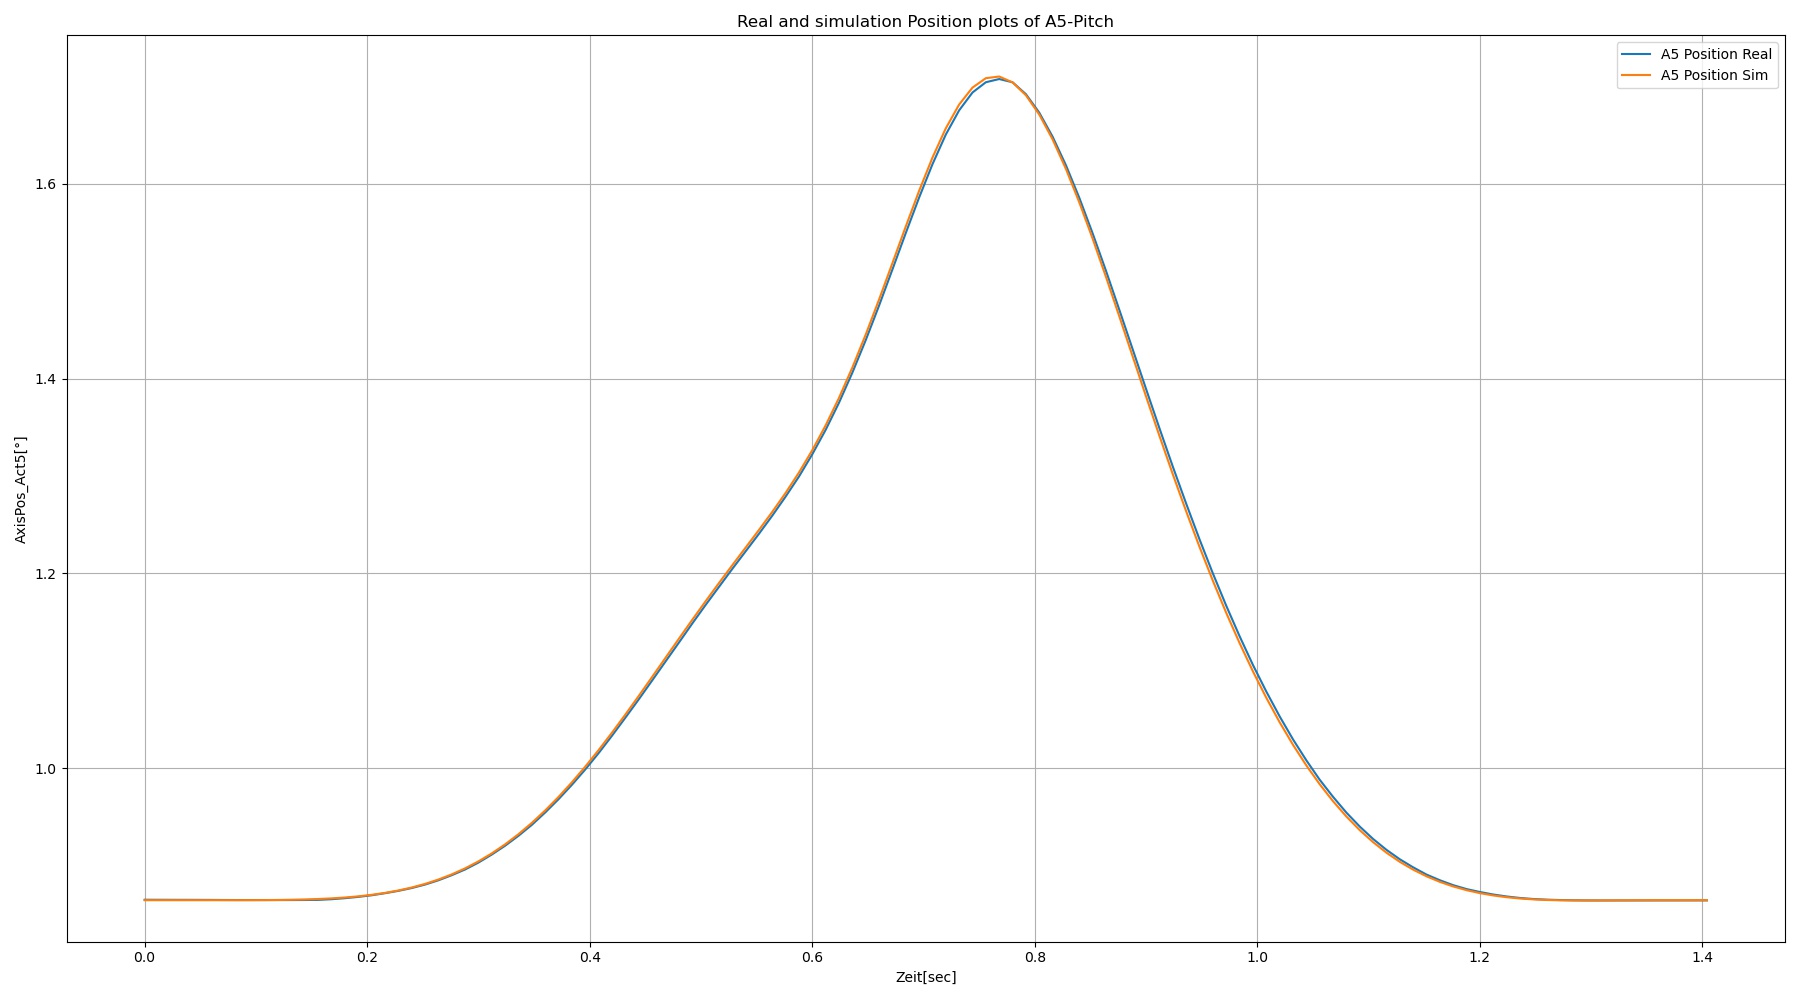 Real and simulation Position plots of A5-Pitch
A5 Position Real
A5 Position Sim
AxisPos_Act5[°]
1.6
1.4
1.2
1.0
0.0
0.2
0.4
0.6
0.8
1.0
1.2
1.4
Zeit[sec]